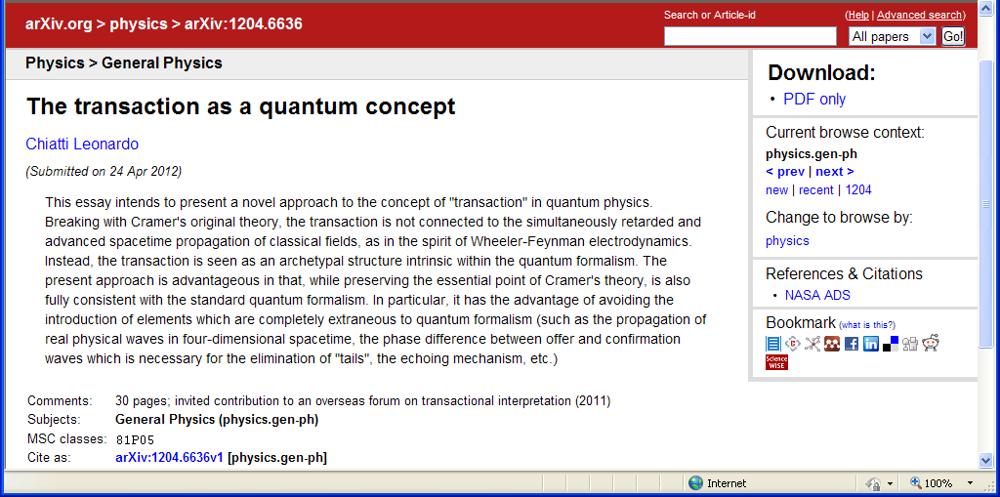 arXiv.org > physics > arXiv:1204.6636
Search or Article-id
(Help | Advanced search)
All papers
Go!
Physics > General Physics
The transaction as a quantum concept
Chiatti Leonardo
(Submitted on 24 Apr 2012)
This essay intends to present a novel approach to the concept of "transaction" in quantum physics.
Breaking with Cramer's original theory, the transaction is not connected to the simultaneously retarded and
advanced spacetime propagation of classical fields, as in the spirit of Wheeler-Feynman electrodynamics.
Instead, the transaction is seen as an archetypal structure intrinsic within the quantum formalism. The
present approach is advantageous in that, while preserving the essential point of Cramer's theory, is also
fully consistent with the standard quantum formalism. In particular, it has the advantage of avoiding the
introduction of elements which are completely extraneous to quantum formalism (such as the propagation of
real physical waves in four-dimensional spacetime, the phase difference between offer and confirmation
waves which is necessary for the elimination of "tails", the echoing mechanism, etc.)
Comments: 30 pages; invited contribution to an overseas forum on transactional interpretation (2011)
Subjects: General Physics (physics.gen-ph)
MSC classes: 81P05
Cite as: arXiv:1204.6636v1 [physics.gen-ph]
Download:
• PDF only
Current browse context:
physics.gen-ph
< prev | next >
new | recent | 1204
Change to browse by:
physics
References & Citations
• NASA ADS
Bookmark (what is this?)
Science
WISE
Internet
100%